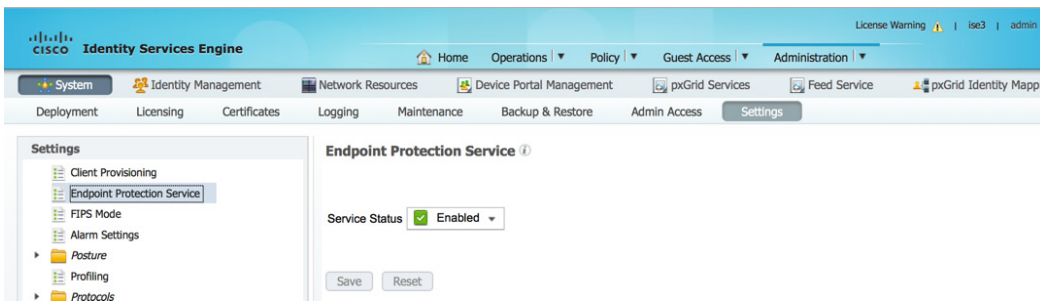 License Warning | ise3 | admin
CISCO Identity Services Engine
Home Operations | Policy | Guest Access | Administration |
System Identity Management Network Resources Device Portal Management pxGrid Services Feed Service pxGrid Identity Mapp
Deployment Licensing Certificates Logging Maintenance Backup & Restore Admin Access Settings
Settings
Client Provisioning
Endpoint Protection Service
FIPS Mode
Alarm Settings
Posture
Profiling
Protocols
Endpoint Protection Service
Service Status Enabled
Save Reset